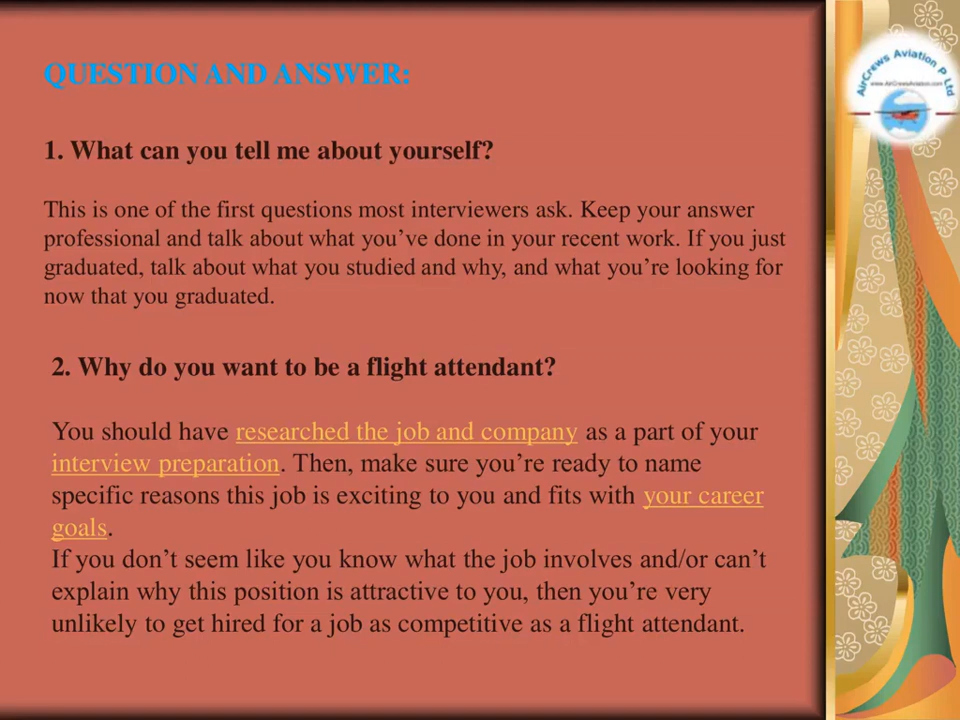 QUESTION AND ANSWER:
AirCrews Aviation P Ltd
www.AirCrewsAviation.com
1. What can you tell me about yourself?
This is one of the first questions most interviewers ask. Keep your answer
professional and talk about what you’ve done in your recent work. If you just
graduated, talk about what you studied and why, and what you’re looking for
now that you graduated.
2. Why do you want to be a flight attendant?
You should have researched the job and company as a part of your
interview preparation. Then, make sure you’re ready to name
specific reasons this job is exciting to you and fits with your career
goals.
If you don’t seem like you know what the job involves and/or can’t
explain why this position is attractive to you, then you’re very
unlikely to get hired for a job as competitive as a flight attendant.